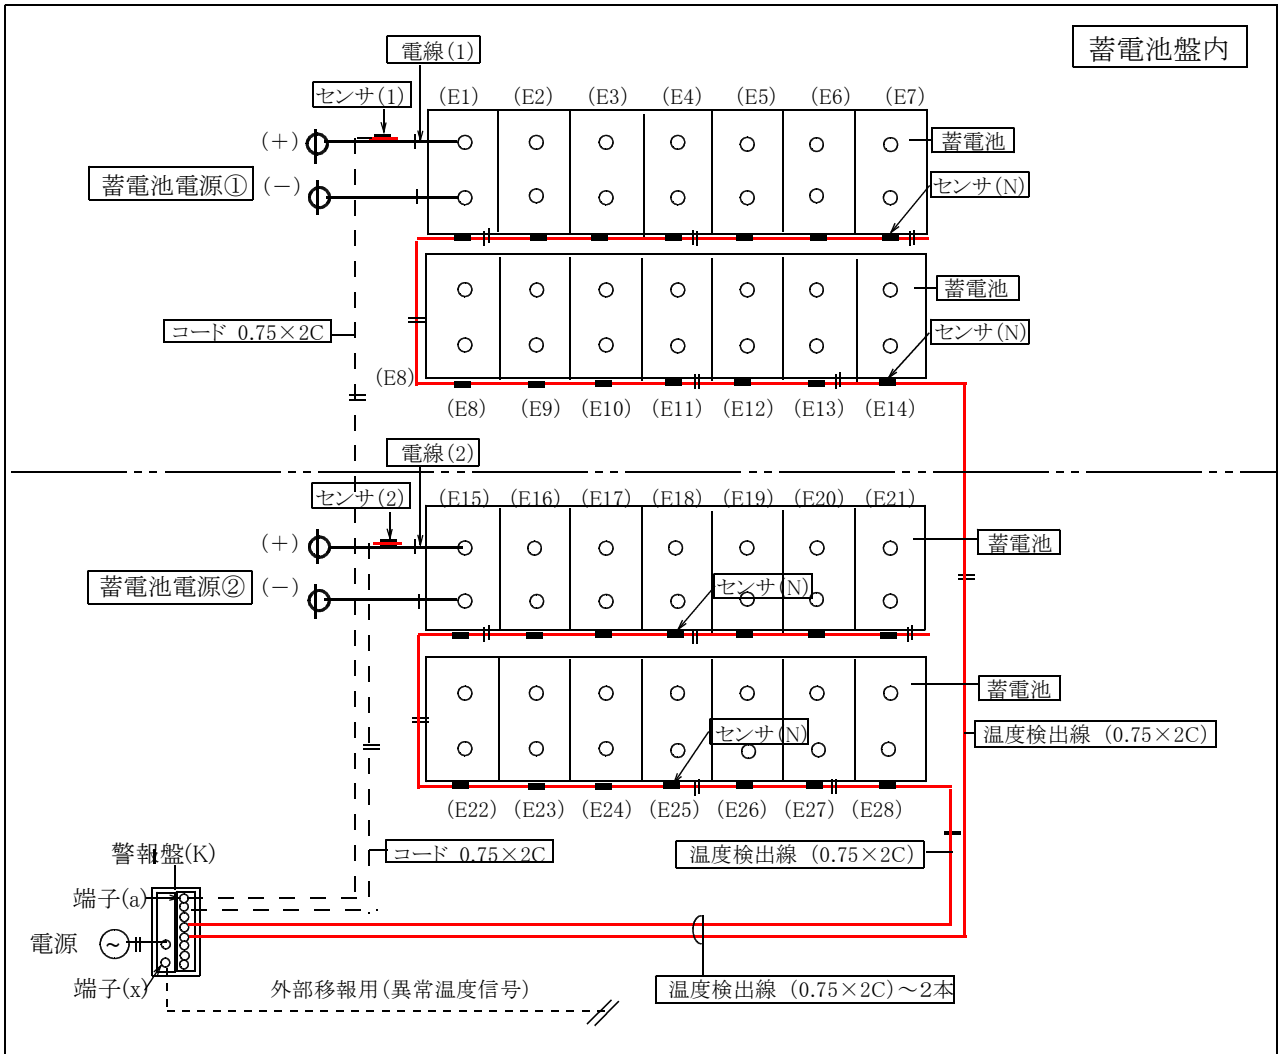 蓄電池盤内
電線(1)
センサ(1)
(E1) (E2) (E3) (E4) (E5) (E6) (E7)
(+)
蓄電池
蓄電池電源① (−)
センサ(N)
蓄電池
コード 0.75×2C
センサ(N)
(E8)
(E8) (E9) (E10) (E11) (E12) (E13) (E14)
電線(2)
センサ(2)
(E15) (E16) (E17) (E18) (E19) (E20) (E21)
(+)
蓄電池
蓄電池電源② (−)
センサ(N)
蓄電池
センサ(N)
温度検出線 (0.75×2C)
(E22) (E23) (E24) (E25) (E26) (E27) (E28)
警報盤(K)
コード 0.75×2C
温度検出線 (0.75×2C)
端子(a)
電源 ~
端子(x)
外部移報用(異常温度信号)
温度検出線 (0.75×2C)~2本